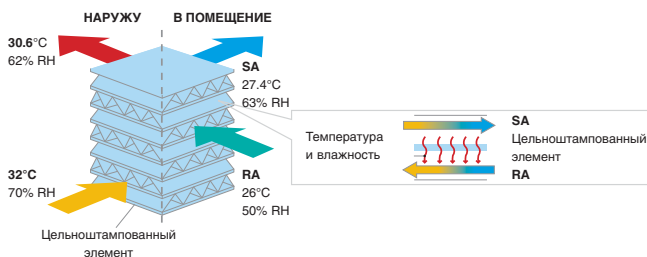 НАРУЖУ
В ПОМЕЩЕНИЕ
30.6°C
62% RH
SA
27.4°C
63% RH
32°C
70% RH
RA
26°C
50% RH
Цельноштампованный
элемент
Температура
и влажность
SA
Цельноштампованный
элемент
RA